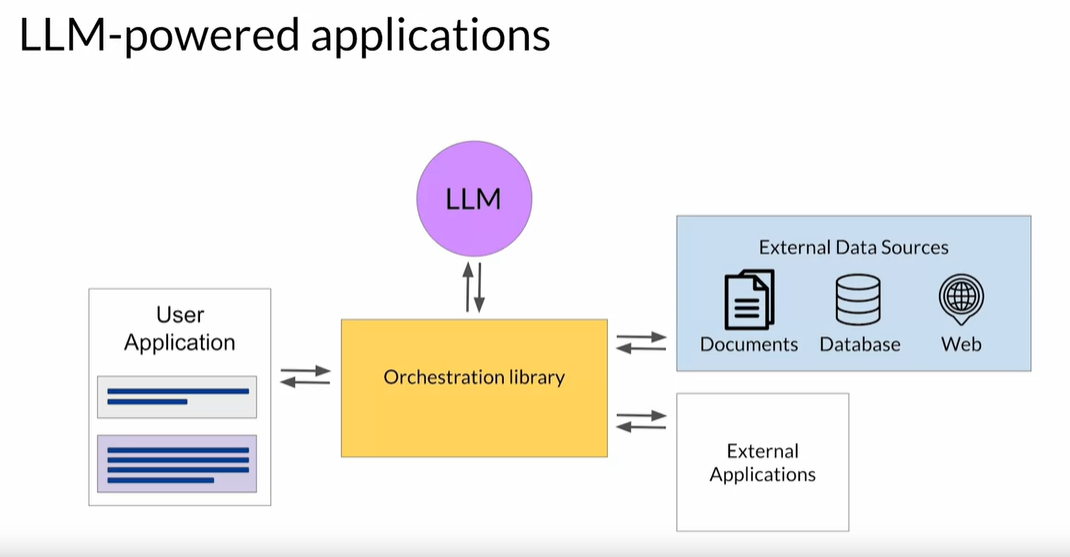 LLM-powered applications
LLM
External Data Sources
Documents Database Web
User
Application
Orchestration library
External
Applications